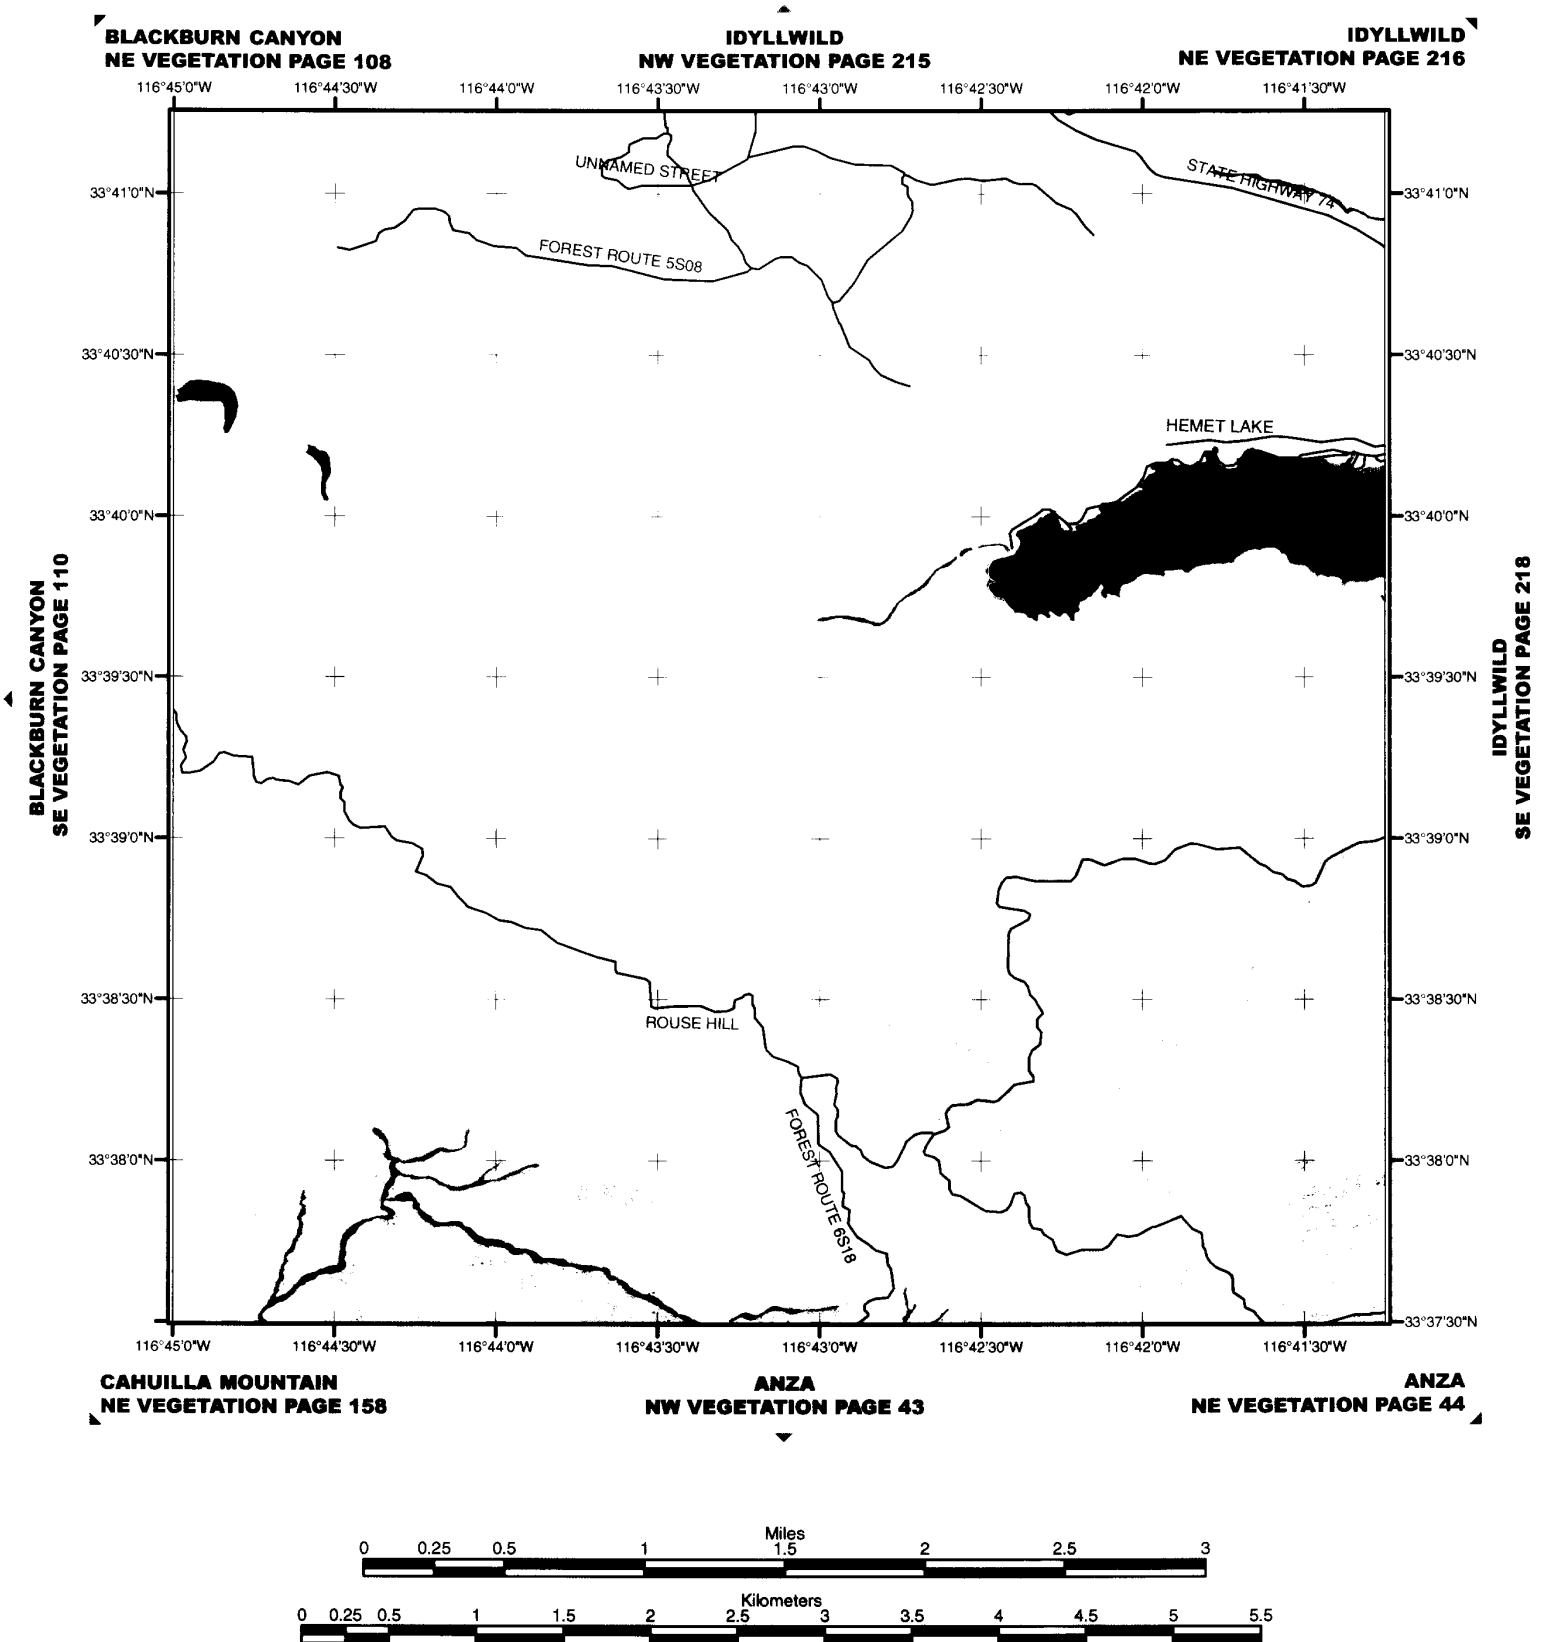 BLACKBURN CANYON
NE VEGETATION PAGE 108
IDYLLWILD
NW VEGETATION PAGE 215
IDYLLWILD
NE VEGETATION PAGE 216
116°45'0"W 116°44'30"W 116°44'0"W 116°43'30"W 116°43'0"W 116°42'30"W 116°42'0"W 116°41'30"W
UNNAMED STREET
STATE HIGHWAY 74
33°41'0"N 33°41'0"N
FOREST ROUTE 5S08
33°40'30"N 33°40'30"N
HEMET LAKE
33°40'0"N 33°40'0"N
BLACKBURN CANYON
SE VEGETATION PAGE 110
IDYLLWILD
SE VEGETATION PAGE 218
33°39'30"N 33°39'30"N
33°39'0"N 33°39'0"N
33°38'30"N 33°38'30"N
ROUSE HILL
FOREST ROUTE 6S18
33°38'0"N 33°38'0"N
33°37'30"N
116°45'0"W 116°44'30"W 116°44'0"W 116°43'30"W 116°43'0"W 116°42'30"W 116°42'0"W 116°41'30"W
CAHUILLA MOUNTAIN
NE VEGETATION PAGE 158
ANZA
NW VEGETATION PAGE 43
ANZA
NE VEGETATION PAGE 44
Miles
0 0.25 0.5 1 1.5 2 2.5 3
Kilometers
0 0.25 0.5 1 1.5 2 2.5 3 3.5 4 4.5 5 5.5